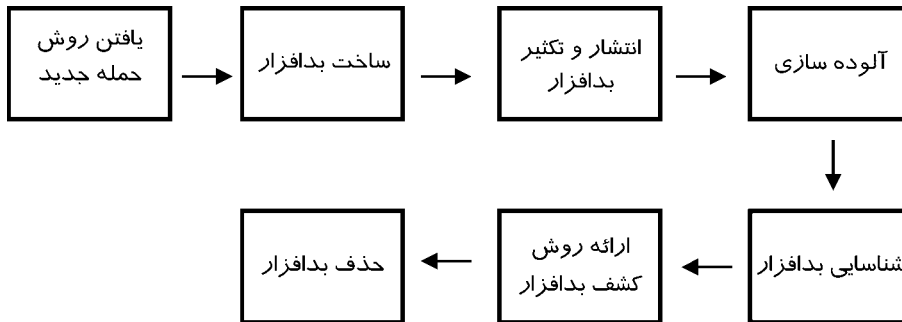 یافتن روش
حمله جدید
ساخت بدافزار
انتشار و تکثیر
بدافزار
آلوده سازی
شناسایی بدافزار
ارائه روش
کشف بدافزار
حذف بدافزار